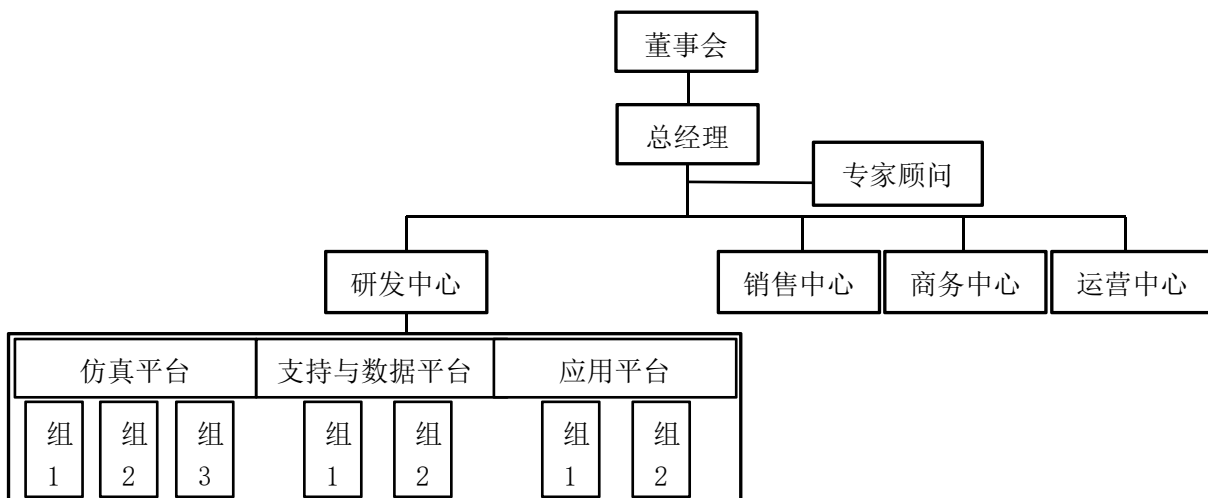 董事会
总经理
专家顾问
研发中心
销售中心
商务中心
运营中心
仿真平台
支持与数据平台
应用平台
组
1
组
2
组
3
组
1
组
2
组
1
组
2